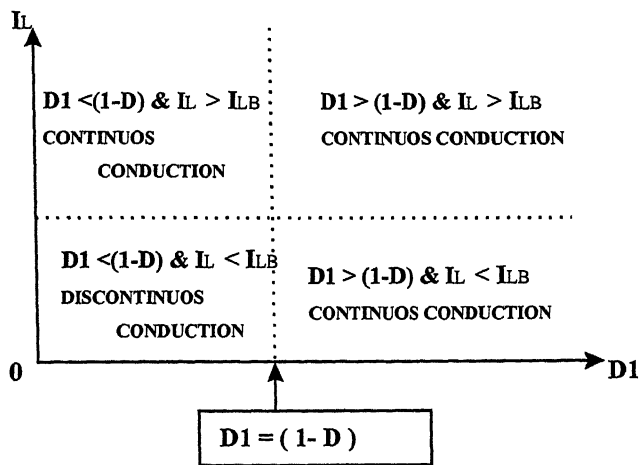 IL
D1 <(1-D) & IL > ILB
CONTINUOS
CONDUCTION
D1 > (1-D) & IL > ILB
CONTINUOS CONDUCTION
D1 <(1-D) & IL < ILB
DISCONTINUOS
CONDUCTION
D1 > (1-D) & IL < ILB
CONTINUOS CONDUCTION
0
D1
D1 = ( 1- D )